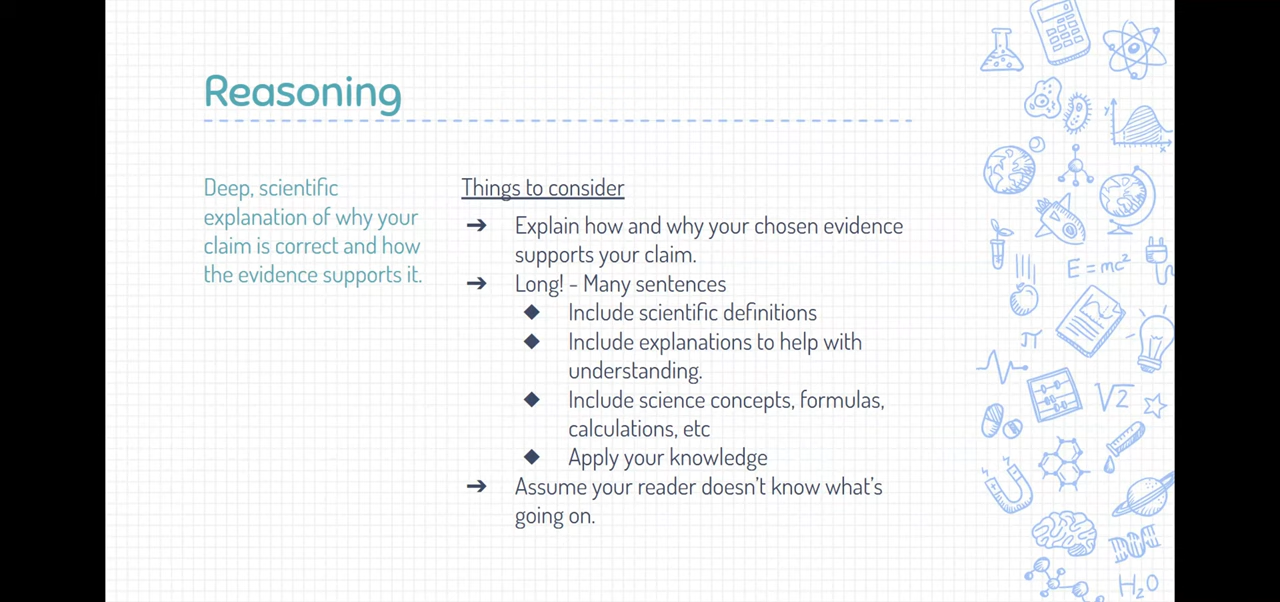 Reasoning
Deep, scientific
explanation of why your
claim is correct and how
the evidence supports it.
Things to consider
➔ Explain how and why your chosen evidence
supports your claim.
➔ Long! - Many sentences
◆ Include scientific definitions
◆ Include explanations to help with
understanding.
◆ Include science concepts, formulas,
calculations, etc
◆ Apply your knowledge
➔ Assume your reader doesn't know what's
going on.
y
x
E=mc²
π
√2
H₂O